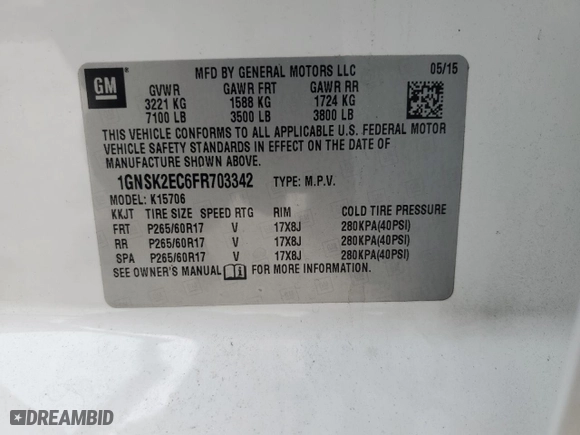 GM
MFD BY GENERAL MOTORS LLC 05/15
GVWR GAWR FRT GAWR RR
3221 KG 1588 KG 1724 KG
7100 LB 3500 LB 3800 LB
THIS VEHICLE CONFORMS TO ALL APPLICABLE U.S. FEDERAL MOTOR
VEHICLE SAFETY STANDARDS IN EFFECT ON THE DATE OF
MANUFACTURE SHOWN ABOVE.
1GNSK2EC6FR703342 TYPE: M.P.V.
MODEL: K15706
KKJT TIRE SIZE SPEED RTG RIM COLD TIRE PRESSURE
FRT P265/60R17 V 17X8J 280KPA(40PSI)
RR P265/60R17 V 17X8J 280KPA(40PSI)
SPA P265/60R17 V 17X8J 280KPA(40PSI)
SEE OWNER'S MANUAL FOR MORE INFORMATION.
DREAMBID